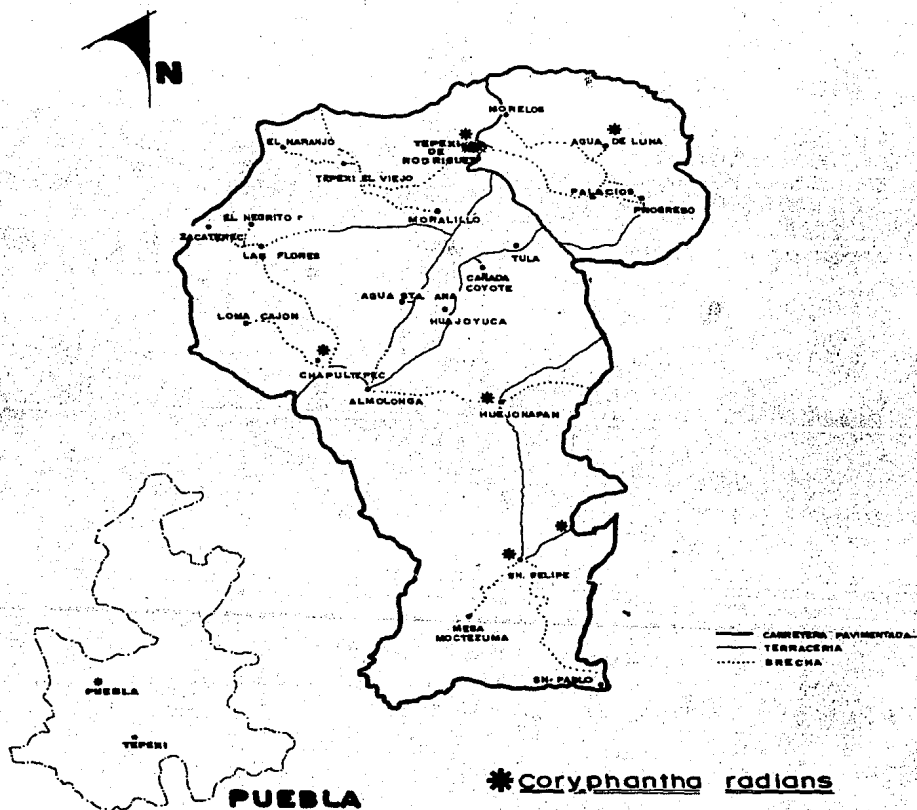 N
MORELOS
EL NARANJO
TEPEXI
DE
RODRIGUEZ
AGUA DE LUNA
TEPEXI EL VIEJO
PALACIOS
PROGRESO
EL NEGRITO
MORALILLO
ZACATEPEC
LAS FLORES
TULA
CAÑADA
COYOTE
AGUA STA. ANA
LOMA CAJON
HUAJOYUCA
CHAPULTEPEC
ALMOLONGA
HUEJONAPAN
SN. FELIPE
MESA
MOCTEZUMA
CARRETERA PAVIMENTADA
TERRACERIA
BRECHA
SN. PABLO
PUEBLA
TEPEXI
PUEBLA
Coryphantha radians